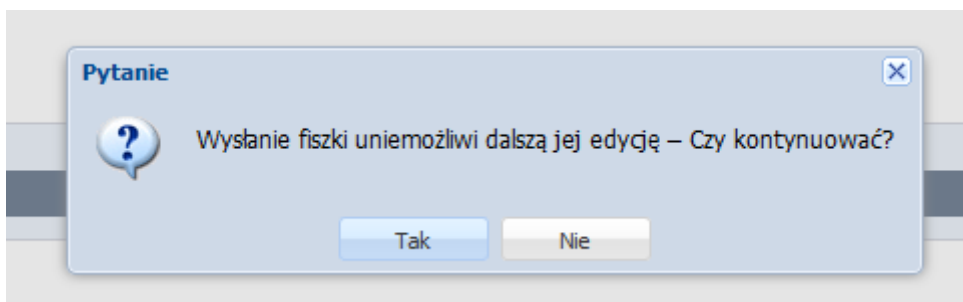 Pytanie
Wysłanie fiszki uniemożliwi dalszą jej edycję – Czy kontynuować?
Tak
Nie